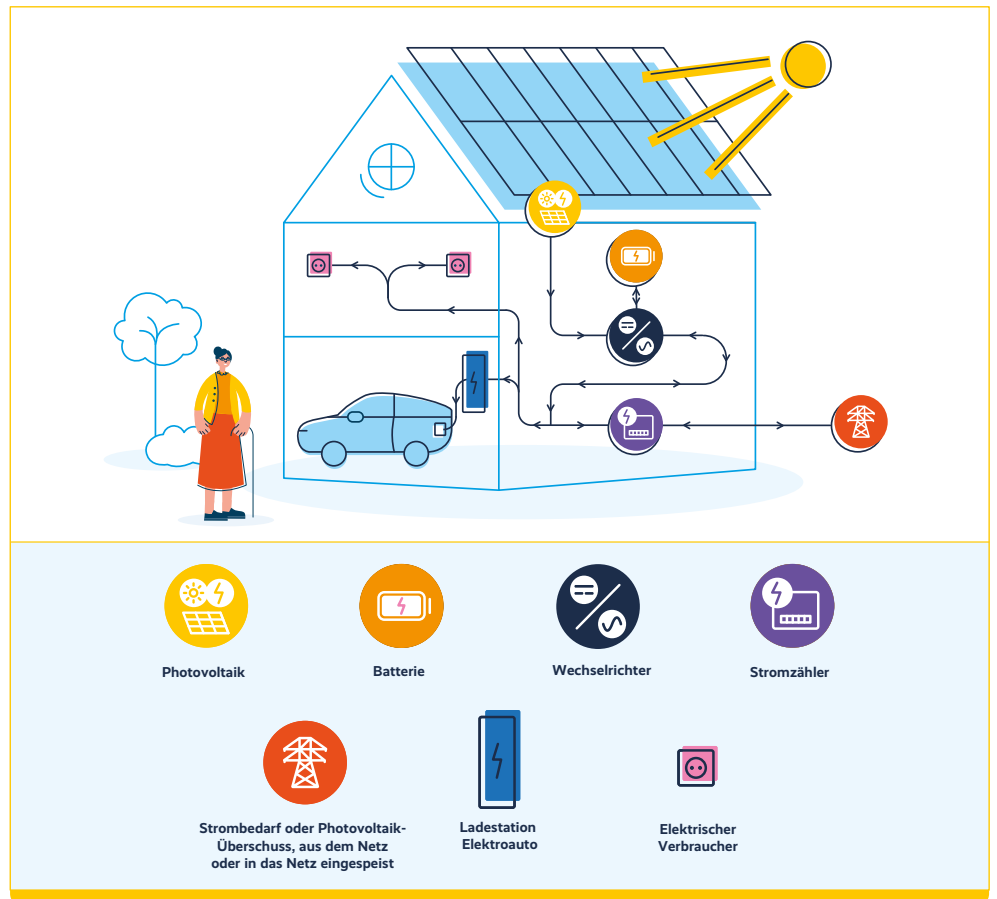 Photovoltaik
Batterie
Wechselrichter
Stromzähler
Strombedarf oder Photovoltaik-
Überschuss, aus dem Netz
oder in das Netz eingespeist
Ladestation
Elektroauto
Elektrischer
Verbraucher